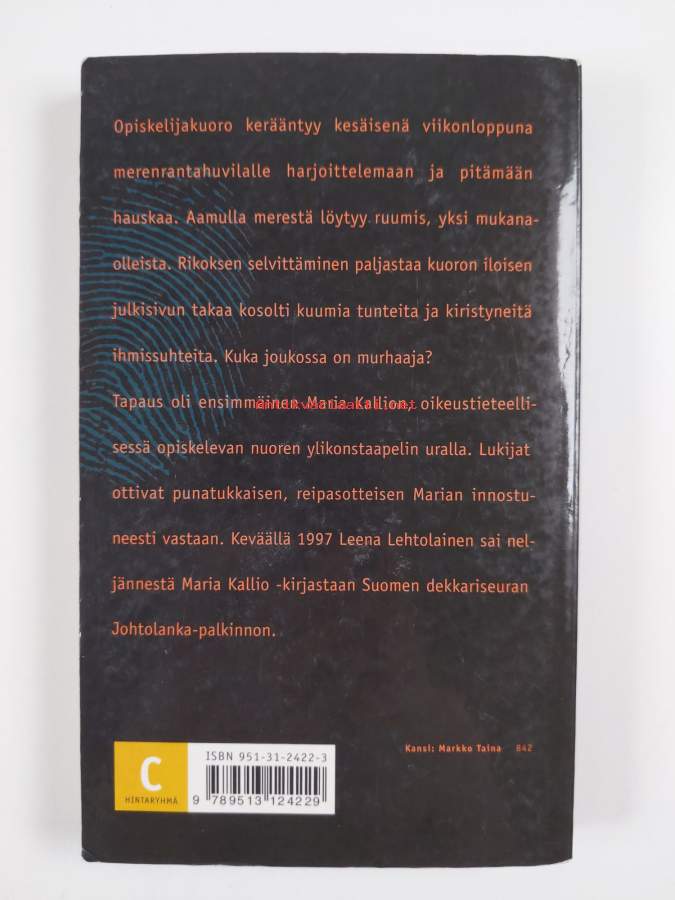 Opiskelijakuoro kerääntyy kesäisenä viikonloppuna
merenrantahuvilalle harjoittelemaan ja pitämään
hauskaa. Aamulla merestä löytyy ruumis, yksi mukana-
olleista. Rikoksen selvittäminen paljastaa kuoron iloisen
julkisivun takaa kosolti kuumia tunteita ja kiristyneitä
ihmissuhteita. Kuka joukossa on murhaaja?
Tapaus oli ensimmäinen Maria Kallion, oikeustieteelli-
sessä opiskelevan nuoren ylikonstaapelin uralla. Lukijat
ottivat punatukkaisen, reipasotteisen Marian innostu-
neesti vastaan. Keväällä 1997 Leena Lehtolainen sai nel-
jännestä Maria Kallio -kirjastaan Suomen dekkariseuran
Johtolanka-palkinnon.
Kansi: Markko Taina 842
C
HINTARYHMÄ
ISBN 951-31-2422-3
9 789513 124229